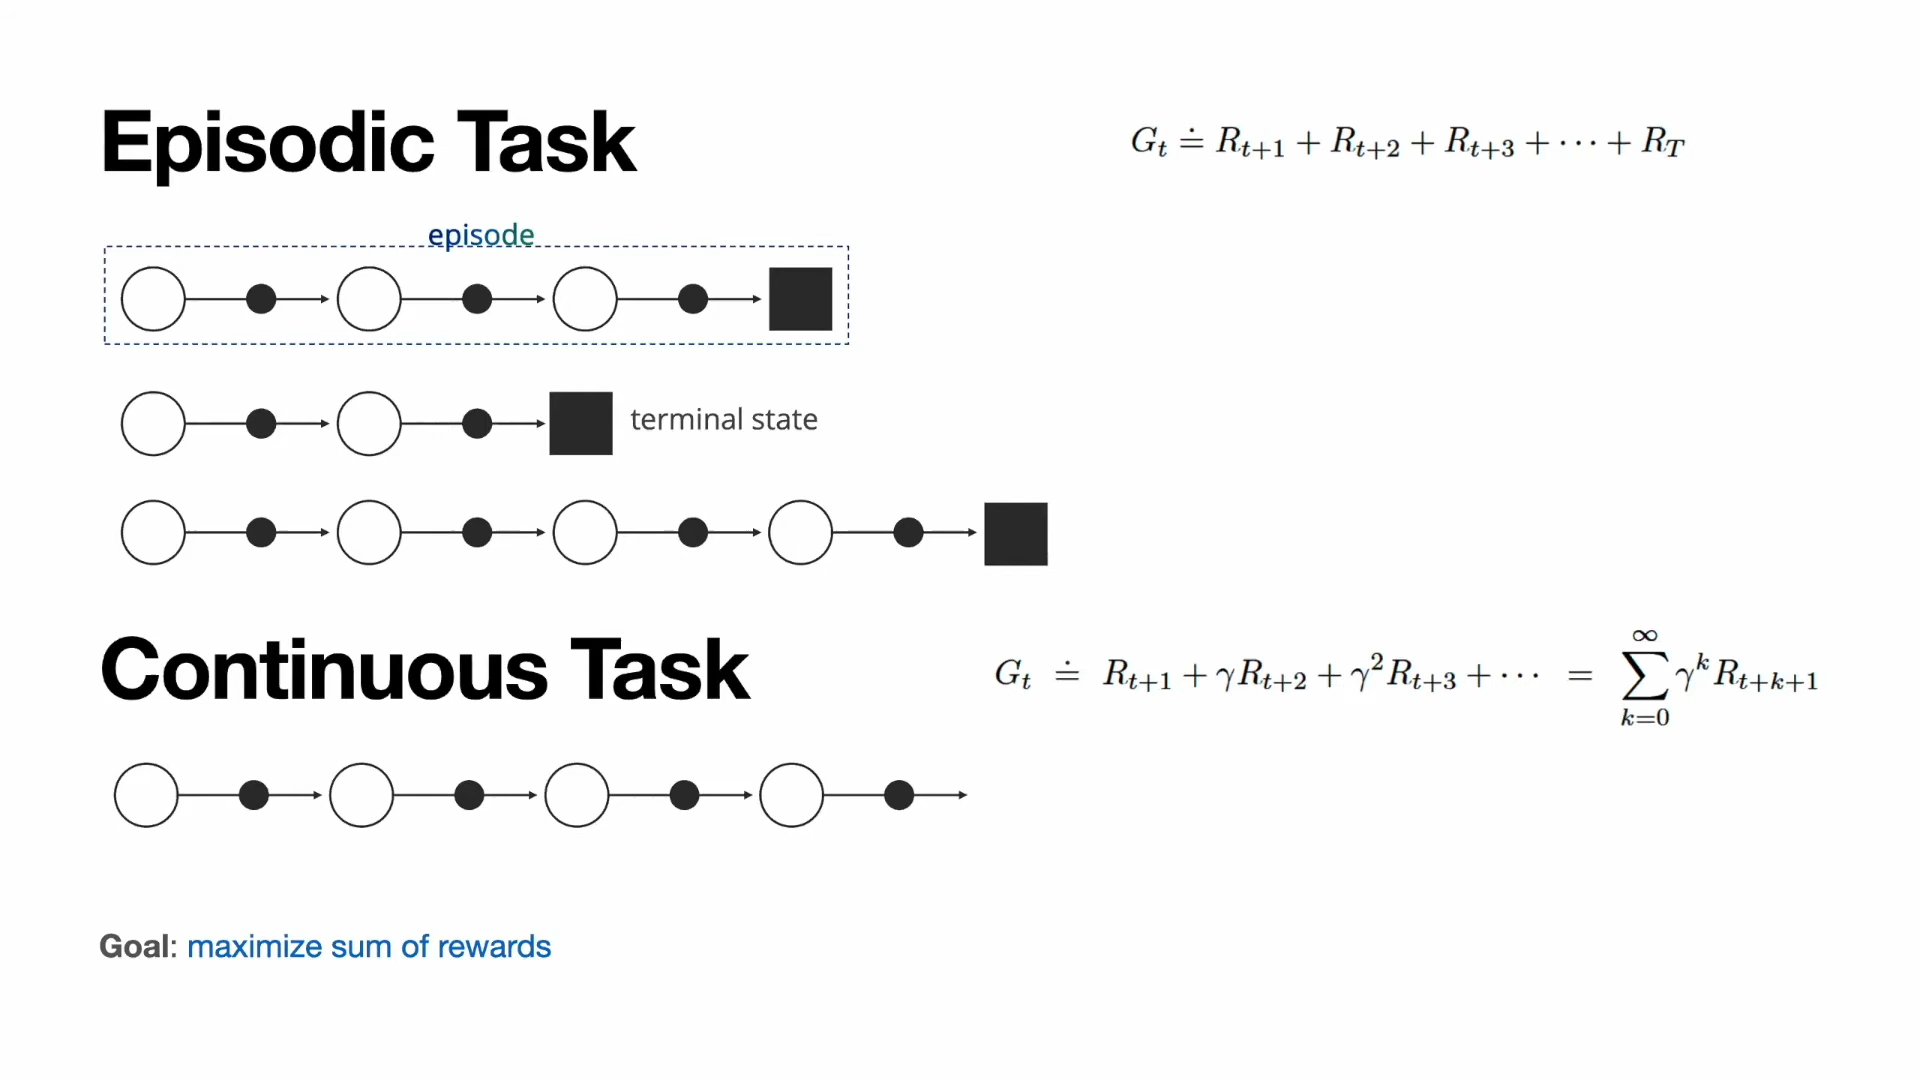 Episodic Task
G_t ≐ R_{t+1} + R_{t+2} + R_{t+3} + ⋯ + R_T
episode
terminal state
Continuous Task
G_t ≐ R_{t+1} + γR_{t+2} + γ^2 R_{t+3} + ⋯ = ∑_{k=0}^{∞} γ^k R_{t+k+1}
Goal: maximize sum of rewards